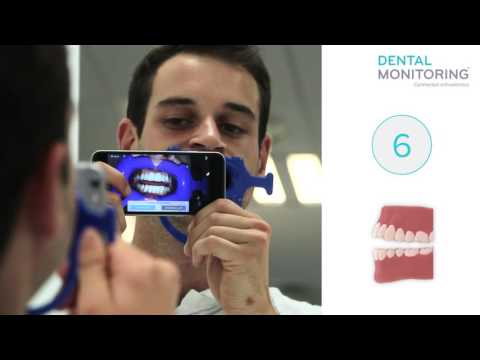 DENTAL
MONITORING
Connected orthodontics
6